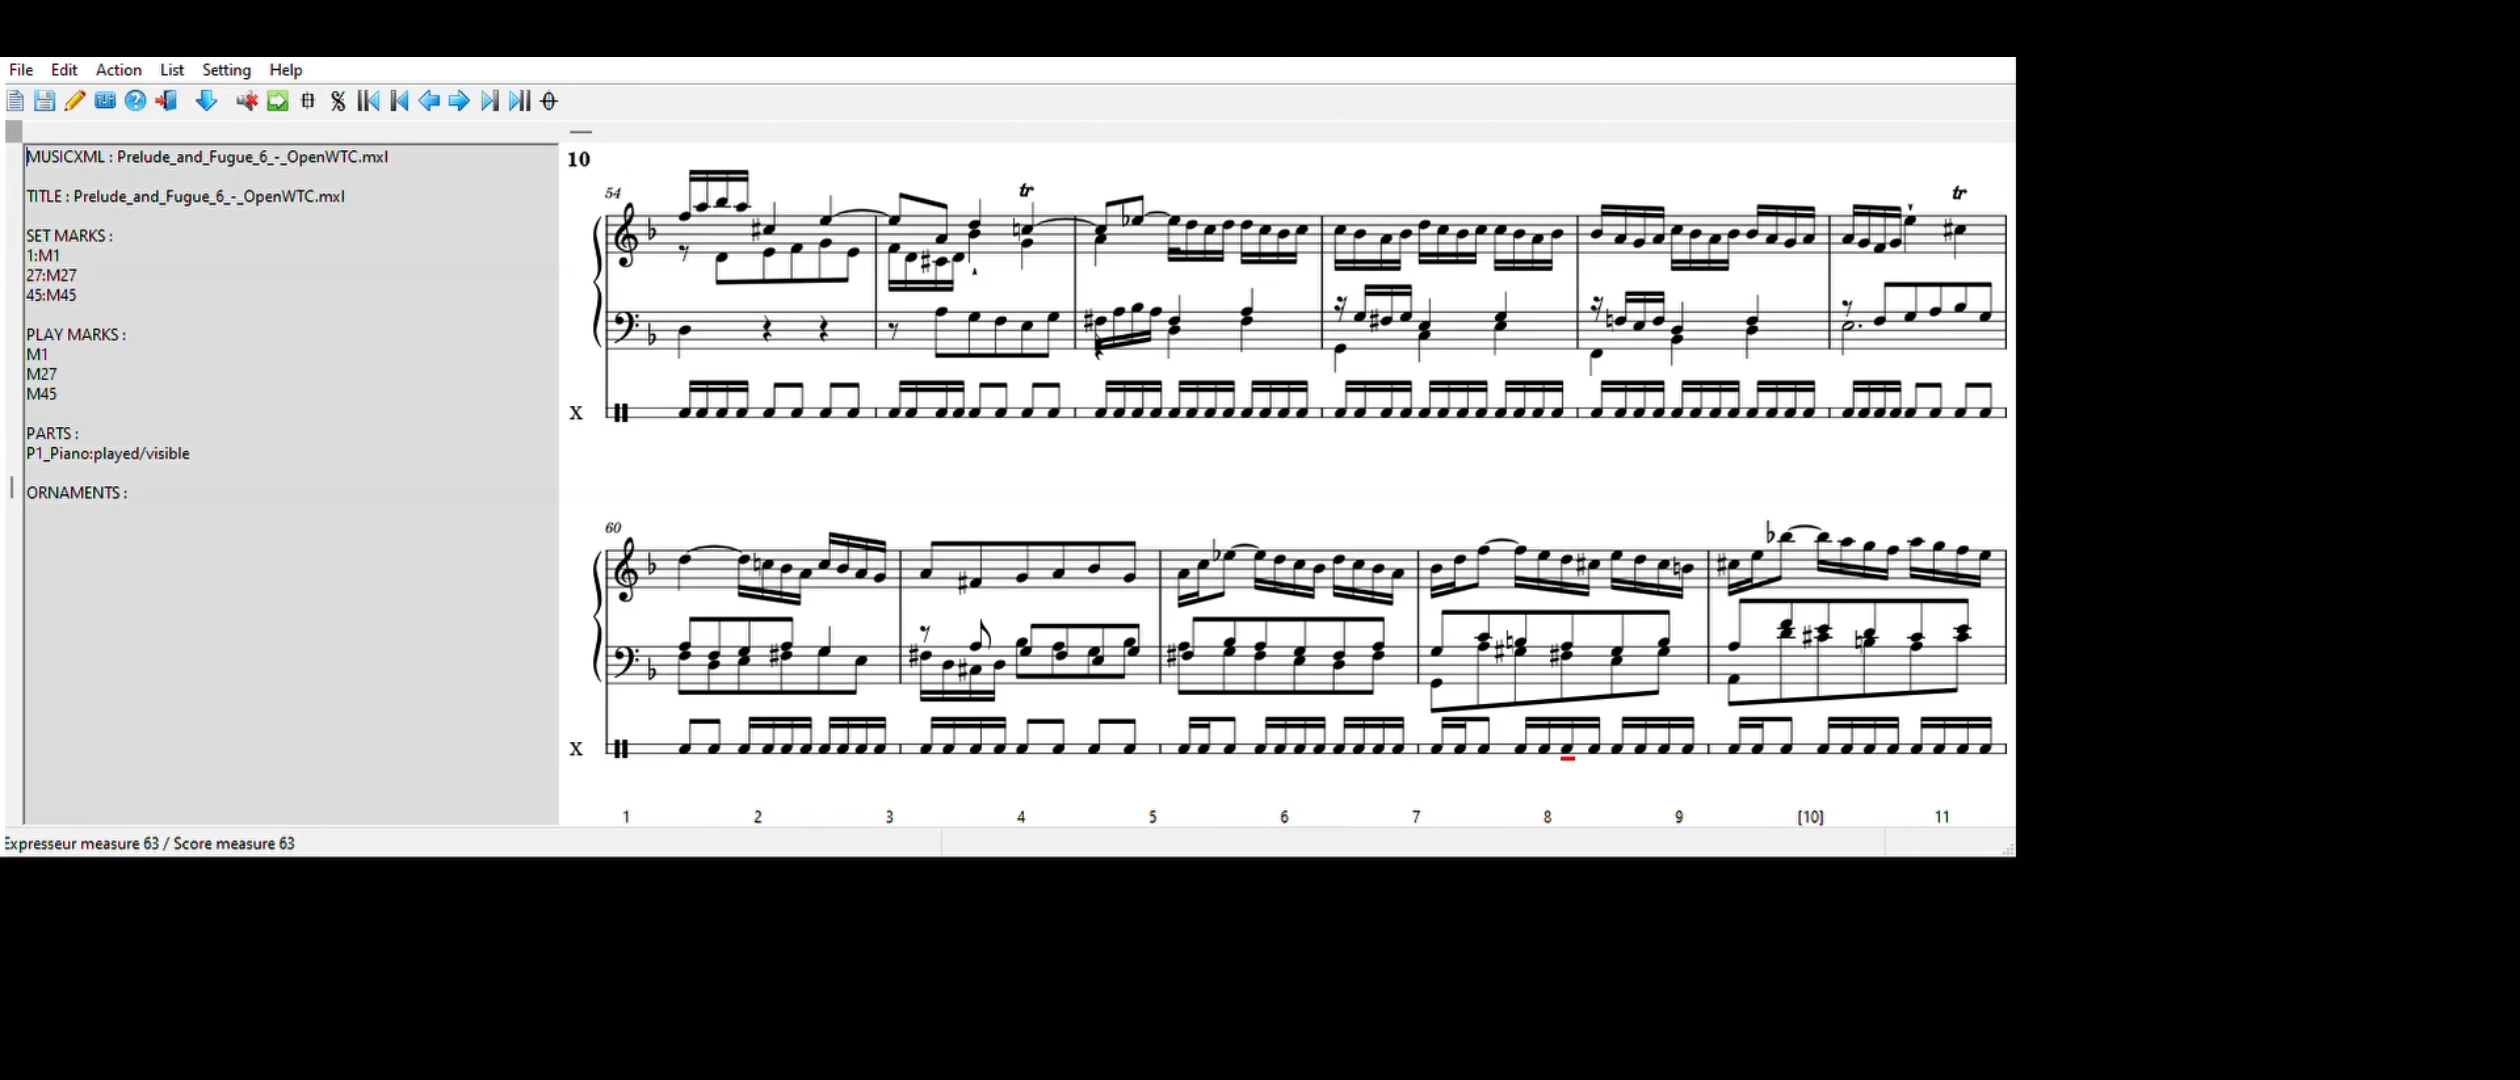 File Edit Action List Setting Help
MUSICXML : Prelude_and_Fugue_6_-_OpenWTC.mxl
TITLE : Prelude_and_Fugue_6_-_OpenWTC.mxl
SET MARKS :
1:M1
27:M27
45:M45
PLAY MARKS :
M1
M27
M45
PARTS :
P1_Piano:played/visible
ORNAMENTS :
10
54
tr
tr
X
60
X
1 2 3 4 5 6 7 8 9 [10] 11
Expresseur measure 63 / Score measure 63